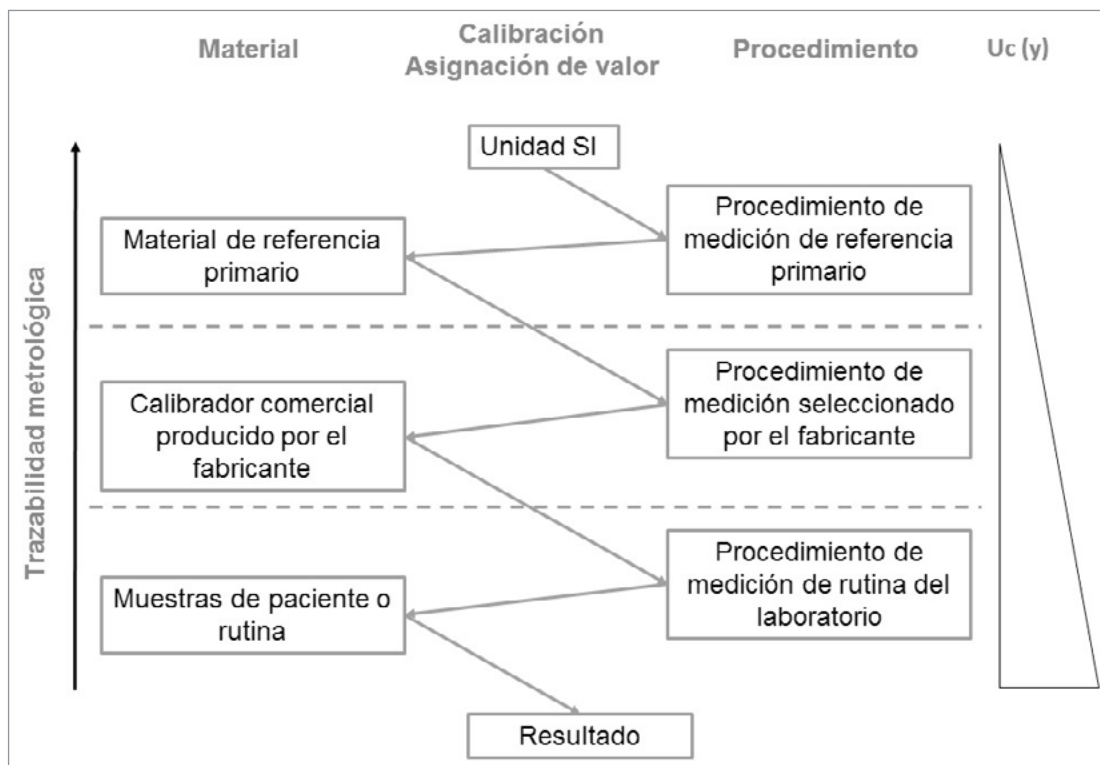 Material
Calibración
Asignación de valor
Procedimiento
Uc (y)
Trazabilidad metrológica
Unidad SI
Procedimiento de
medición de referencia
primario
Material de referencia
primario
Procedimiento de
medición seleccionado
por el fabricante
Calibrador comercial
producido por el
fabricante
Procedimiento de
medición de rutina del
laboratorio
Muestras de paciente o
rutina
Resultado